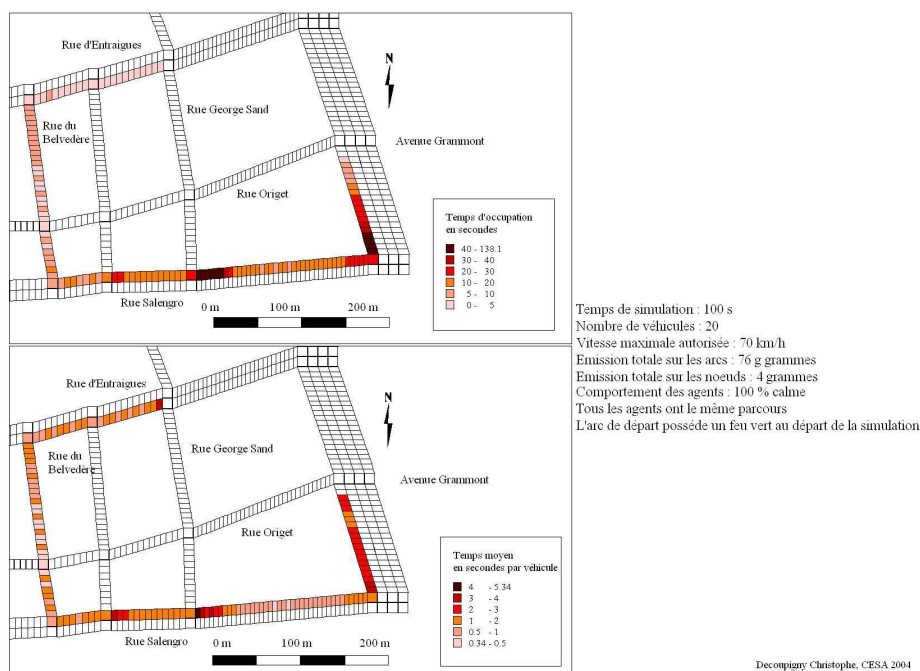 Rue d'Entraigues
N
Rue George Sand
Rue du
Belvedère
Avenue Grammont
Rue Origet
Temps d'occupation
en secondes
40 - 138.1
30 - 40
20 - 30
10 - 20
5 - 10
0 - 5
Rue Salengro
0 m
100 m
200 m
Temps de simulation : 100 s
Nombre de véhicules : 20
Vitesse maximale autorisée : 70 km/h
Emission totale sur les arcs : 76 g grammes
Emission totale sur les noeuds : 4 grammes
Comportement des agents : 100 % calme
Tous les agents ont le même parcours
L'arc de départ posséde un feu vert au départ de la simulation
Rue d'Entraigues
N
Rue George Sand
Rue du
Belvedère
Avenue Grammont
Rue Origet
Temps moyen
en secondes par véhicule
4 - 5.34
3 - 4
2 - 3
1 - 2
0.5 - 1
0.34 - 0.5
Rue Salengro
0 m
100 m
200 m
Decoupigny Christophe, CESA 2004